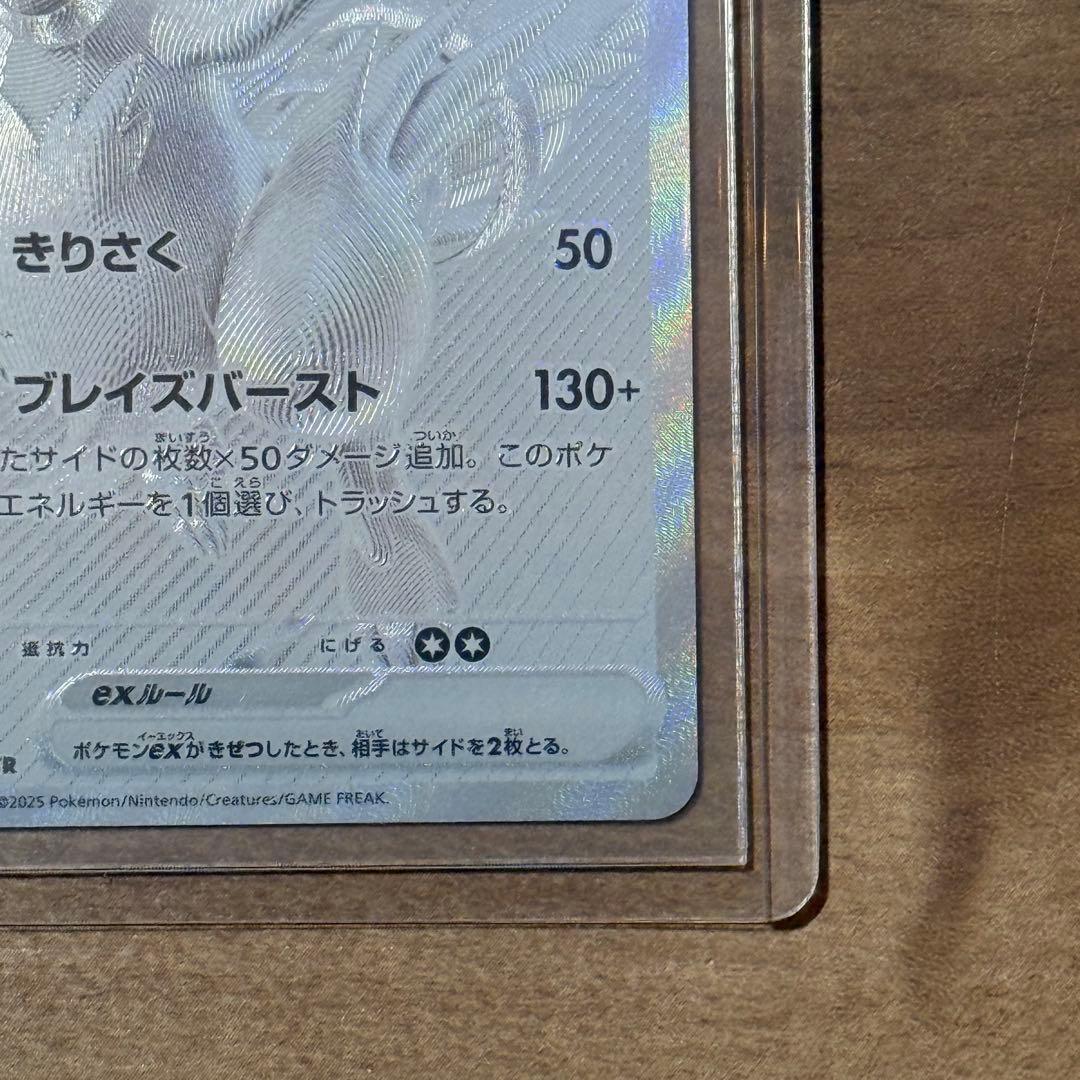 きりさく 50
ブレイズバースト 130+
たサイドの枚数×50ダメージ追加。このポケ
エネルギーを1個選び、トラッシュする。
抵抗力 にげる
exルール
ポケモンexがきぜつしたとき、相手はサイドを2枚とる。
©2025 Pokémon/Nintendo/Creatures/GAME FREAK.